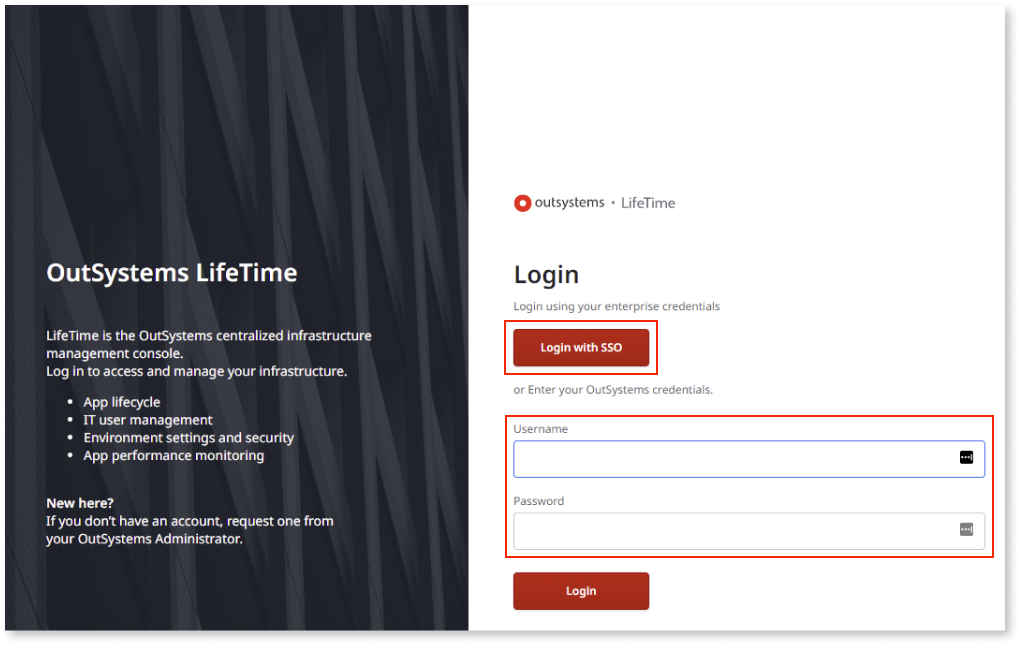 OutSystems LifeTime
LifeTime is the OutSystems centralized infrastructure
management console.
Log in to access and manage your infrastructure.
• App lifecycle
• IT user management
• Environment settings and security
• App performance monitoring
New here?
If you don't have an account, request one from
your OutSystems Administrator.
outsystems • LifeTime
Login
Login using your enterprise credentials
Login with SSO
or Enter your OutSystems credentials.
Username
Password
Login